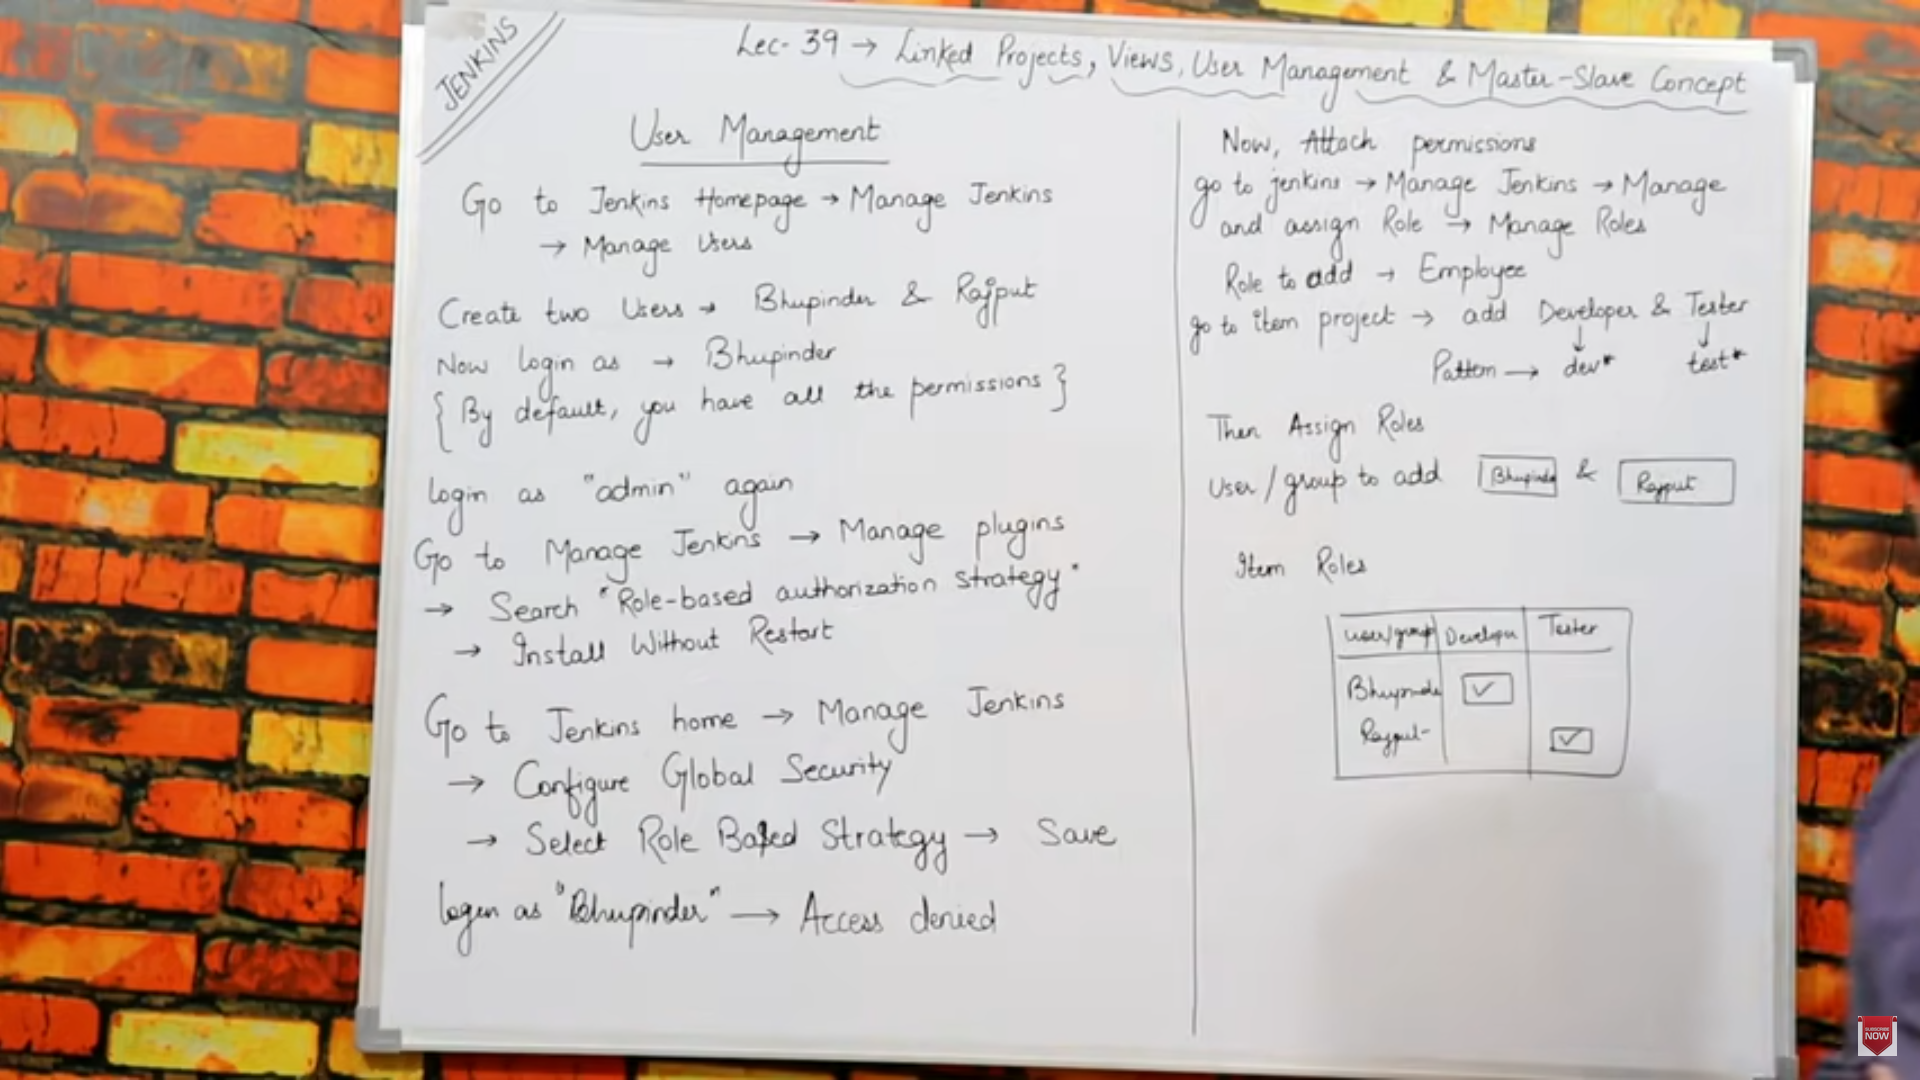 JENKINS
Lec-39 → Linked Projects, Views, User Management & Master-Slave Concept
User Management
Go to Jenkins Homepage → Manage Jenkins
→ Manage Users
Create two Users → Bhupinder & Rajput
Now login as → Bhupinder
{ By default, you have all the permissions }
login as "admin" again
Go to Manage Jenkins → Manage plugins
→ Search "Role-based authorization strategy"
→ Install Without Restart
Go to Jenkins home → Manage Jenkins
→ Configure Global Security
→ Select Role Based Strategy → Save
login as "Bhupinder" → Access denied
Now, Attach permissions
go to jenkins → Manage Jenkins → Manage
and assign Role → Manage Roles
Role to add → Employee
go to item project → add Developer & Tester
↓ ↓
Pattern → dev* test*
Then Assign Roles
User/group to add Bhupinde & Rajput
Item Roles
user/group Developer Tester
Bhupinde ✓
Rajput ✓
SUBSCRIBE
NOW